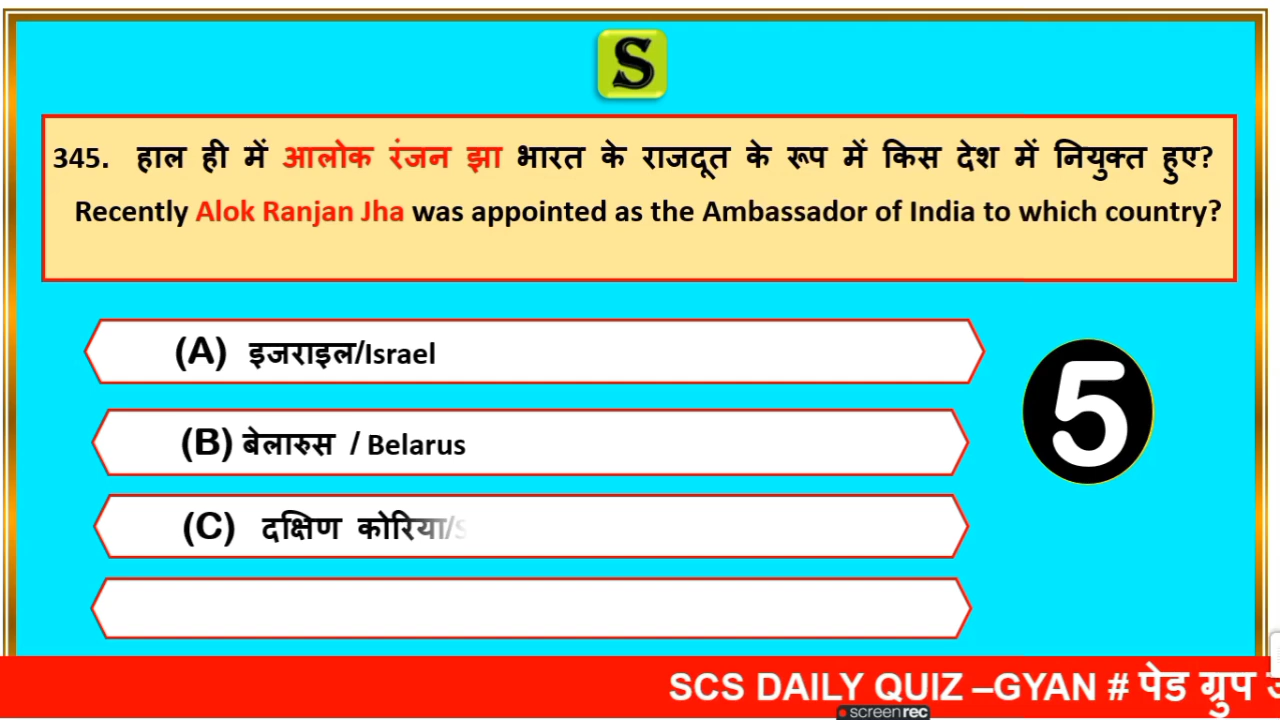 S
345. हाल ही में आलोक रंजन झा भारत के राजदूत के रूप में किस देश में नियुक्त हुए?
Recently Alok Ranjan Jha was appointed as the Ambassador of India to which country?
(A) इजराइल/Israel
(B) बेलारुस / Belarus
5
(C) दक्षिण कोरिया/S
SCS DAILY QUIZ –GYAN # पेड ग्रुप
screenrec